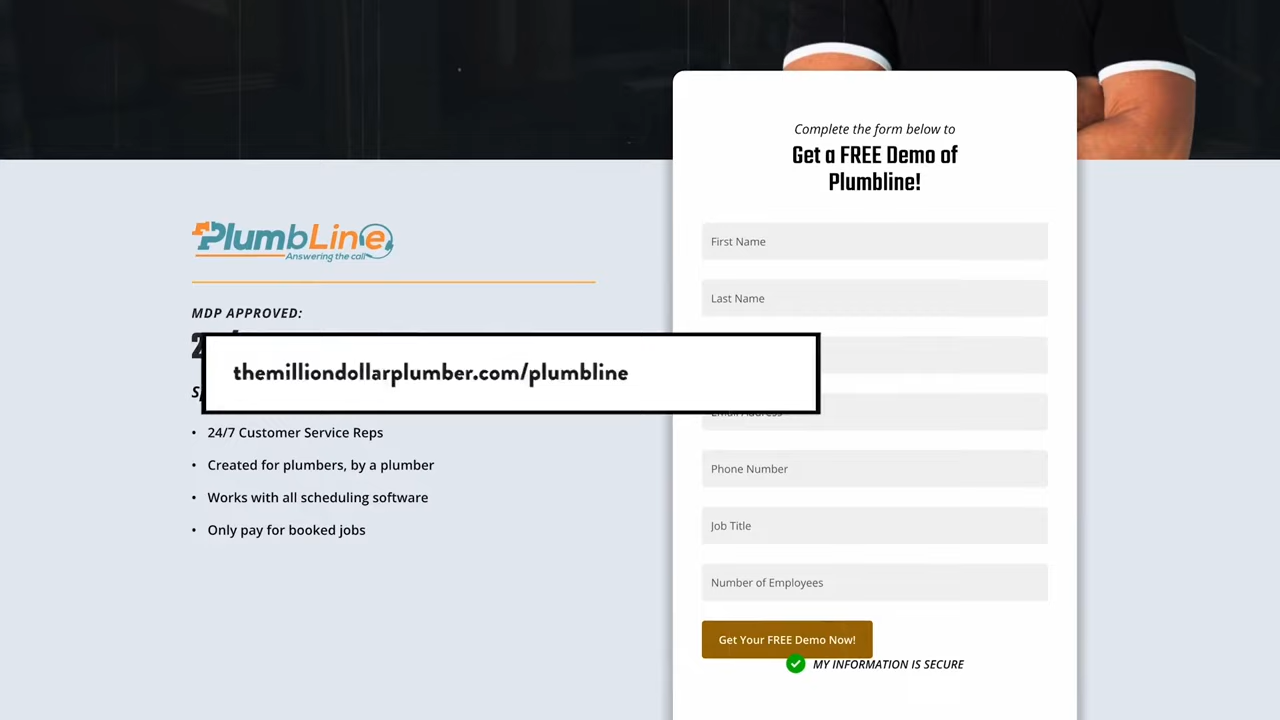 PlumbLine
Answering the call
MDP APPROVED:
themilliondollarplumber.com/plumbline
• 24/7 Customer Service Reps
• Created for plumbers, by a plumber
• Works with all scheduling software
• Only pay for booked jobs
Complete the form below to
Get a FREE Demo of
Plumbline!
First Name
Last Name
Email Address
Phone Number
Job Title
Number of Employees
Get Your FREE Demo Now!
MY INFORMATION IS SECURE